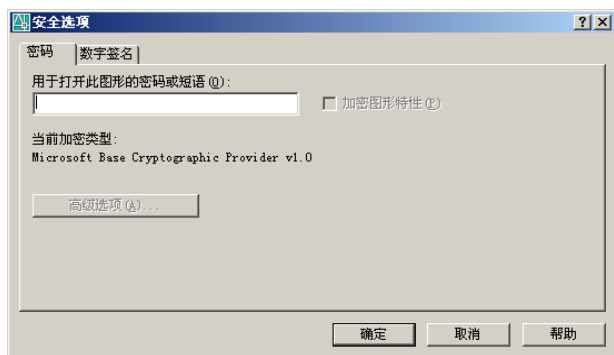 安全选项
密码
数字签名
用于打开此图形的密码或短语(O):
加密图形特性(P)
当前加密类型:
Microsoft Base Cryptographic Provider v1.0
高级选项(A)...
确定
取消
帮助